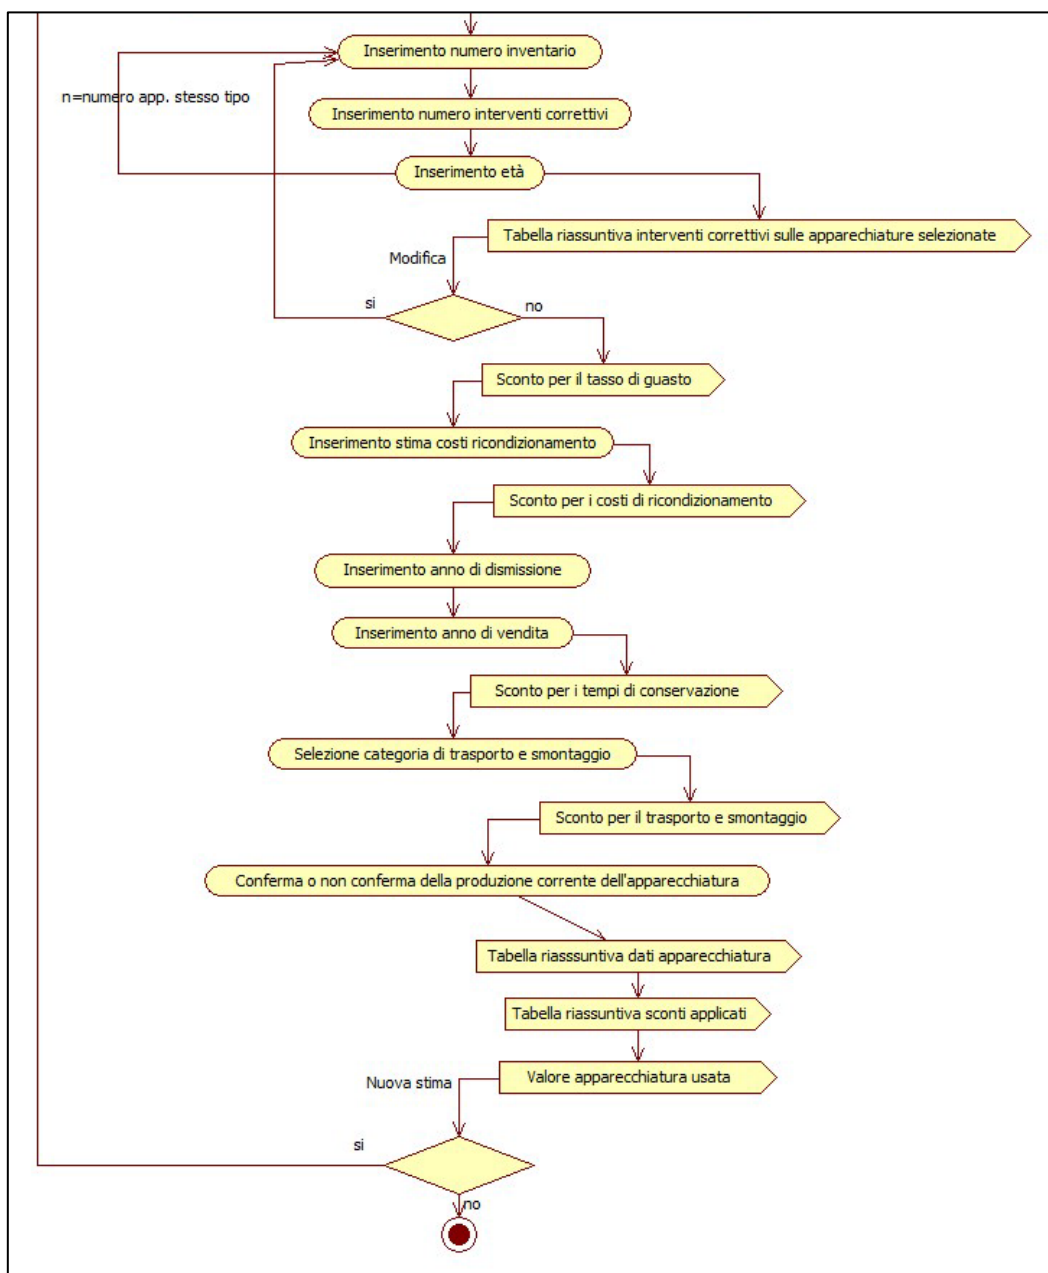 Inserimento numero inventario
n=numero app. stesso tipo
Inserimento numero interventi correttivi
Inserimento età
Tabella riassuntiva interventi correttivi sulle apparechiature selezionate
Modifica
si
no
Sconto per il tasso di guasto
Inserimento stima costi ricondizionamento
Sconto per i costi di ricondizionamento
Inserimento anno di dismissione
Inserimento anno di vendita
Sconto per i tempi di conservazione
Selezione categoria di trasporto e smontaggio
Sconto per il trasporto e smontaggio
Conferma o non conferma della produzione corrente dell'apparecchiatura
Tabella riasssuntiva dati apparecchiatura
Tabella riassuntiva sconti applicati
Valore apparecchiatura usata
Nuova stima
si
no